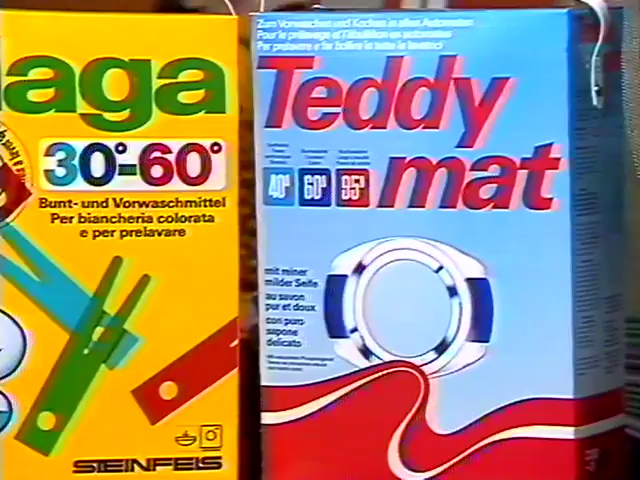 aga
30°-60°
Bunt- und Vorwaschmittel
Per biancheria colorata
e per prelavare
STEINFELS
Zum Vorwaschen und Kochen in allen Automaten
Pour le prélavage et l'ébullition en automates
Per prelavare e far bollire in tutte le lavatrici
Teddy
mat
40° 60° 95°
mit reiner
milder Seife
au savon
pur et doux
con puro
sapone
delicato